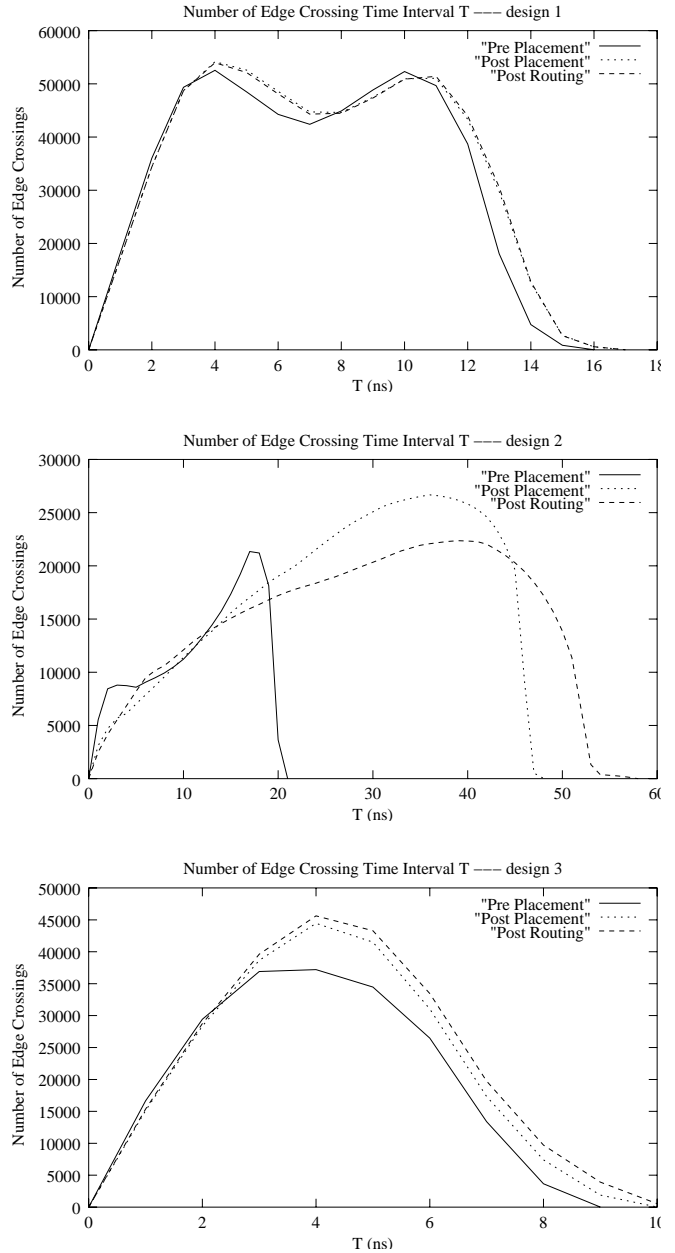 Number of Edge Crossing Time Interval T −−− design 1
60000
50000
40000
30000
20000
10000
0
Number of Edge Crossings
"Pre Placement"
"Post Placement"
"Post Routing"
0 2 4 6 8 10 12 14 16 18
T (ns)
Number of Edge Crossing Time Interval T −−− design 2
30000
25000
20000
15000
10000
5000
0
Number of Edge Crossings
"Pre Placement"
"Post Placement"
"Post Routing"
0 10 20 30 40 50 60
T (ns)
Number of Edge Crossing Time Interval T −−− design 3
50000
45000
40000
35000
30000
25000
20000
15000
10000
5000
0
Number of Edge Crossings
"Pre Placement"
"Post Placement"
"Post Routing"
0 2 4 6 8 10
T (ns)